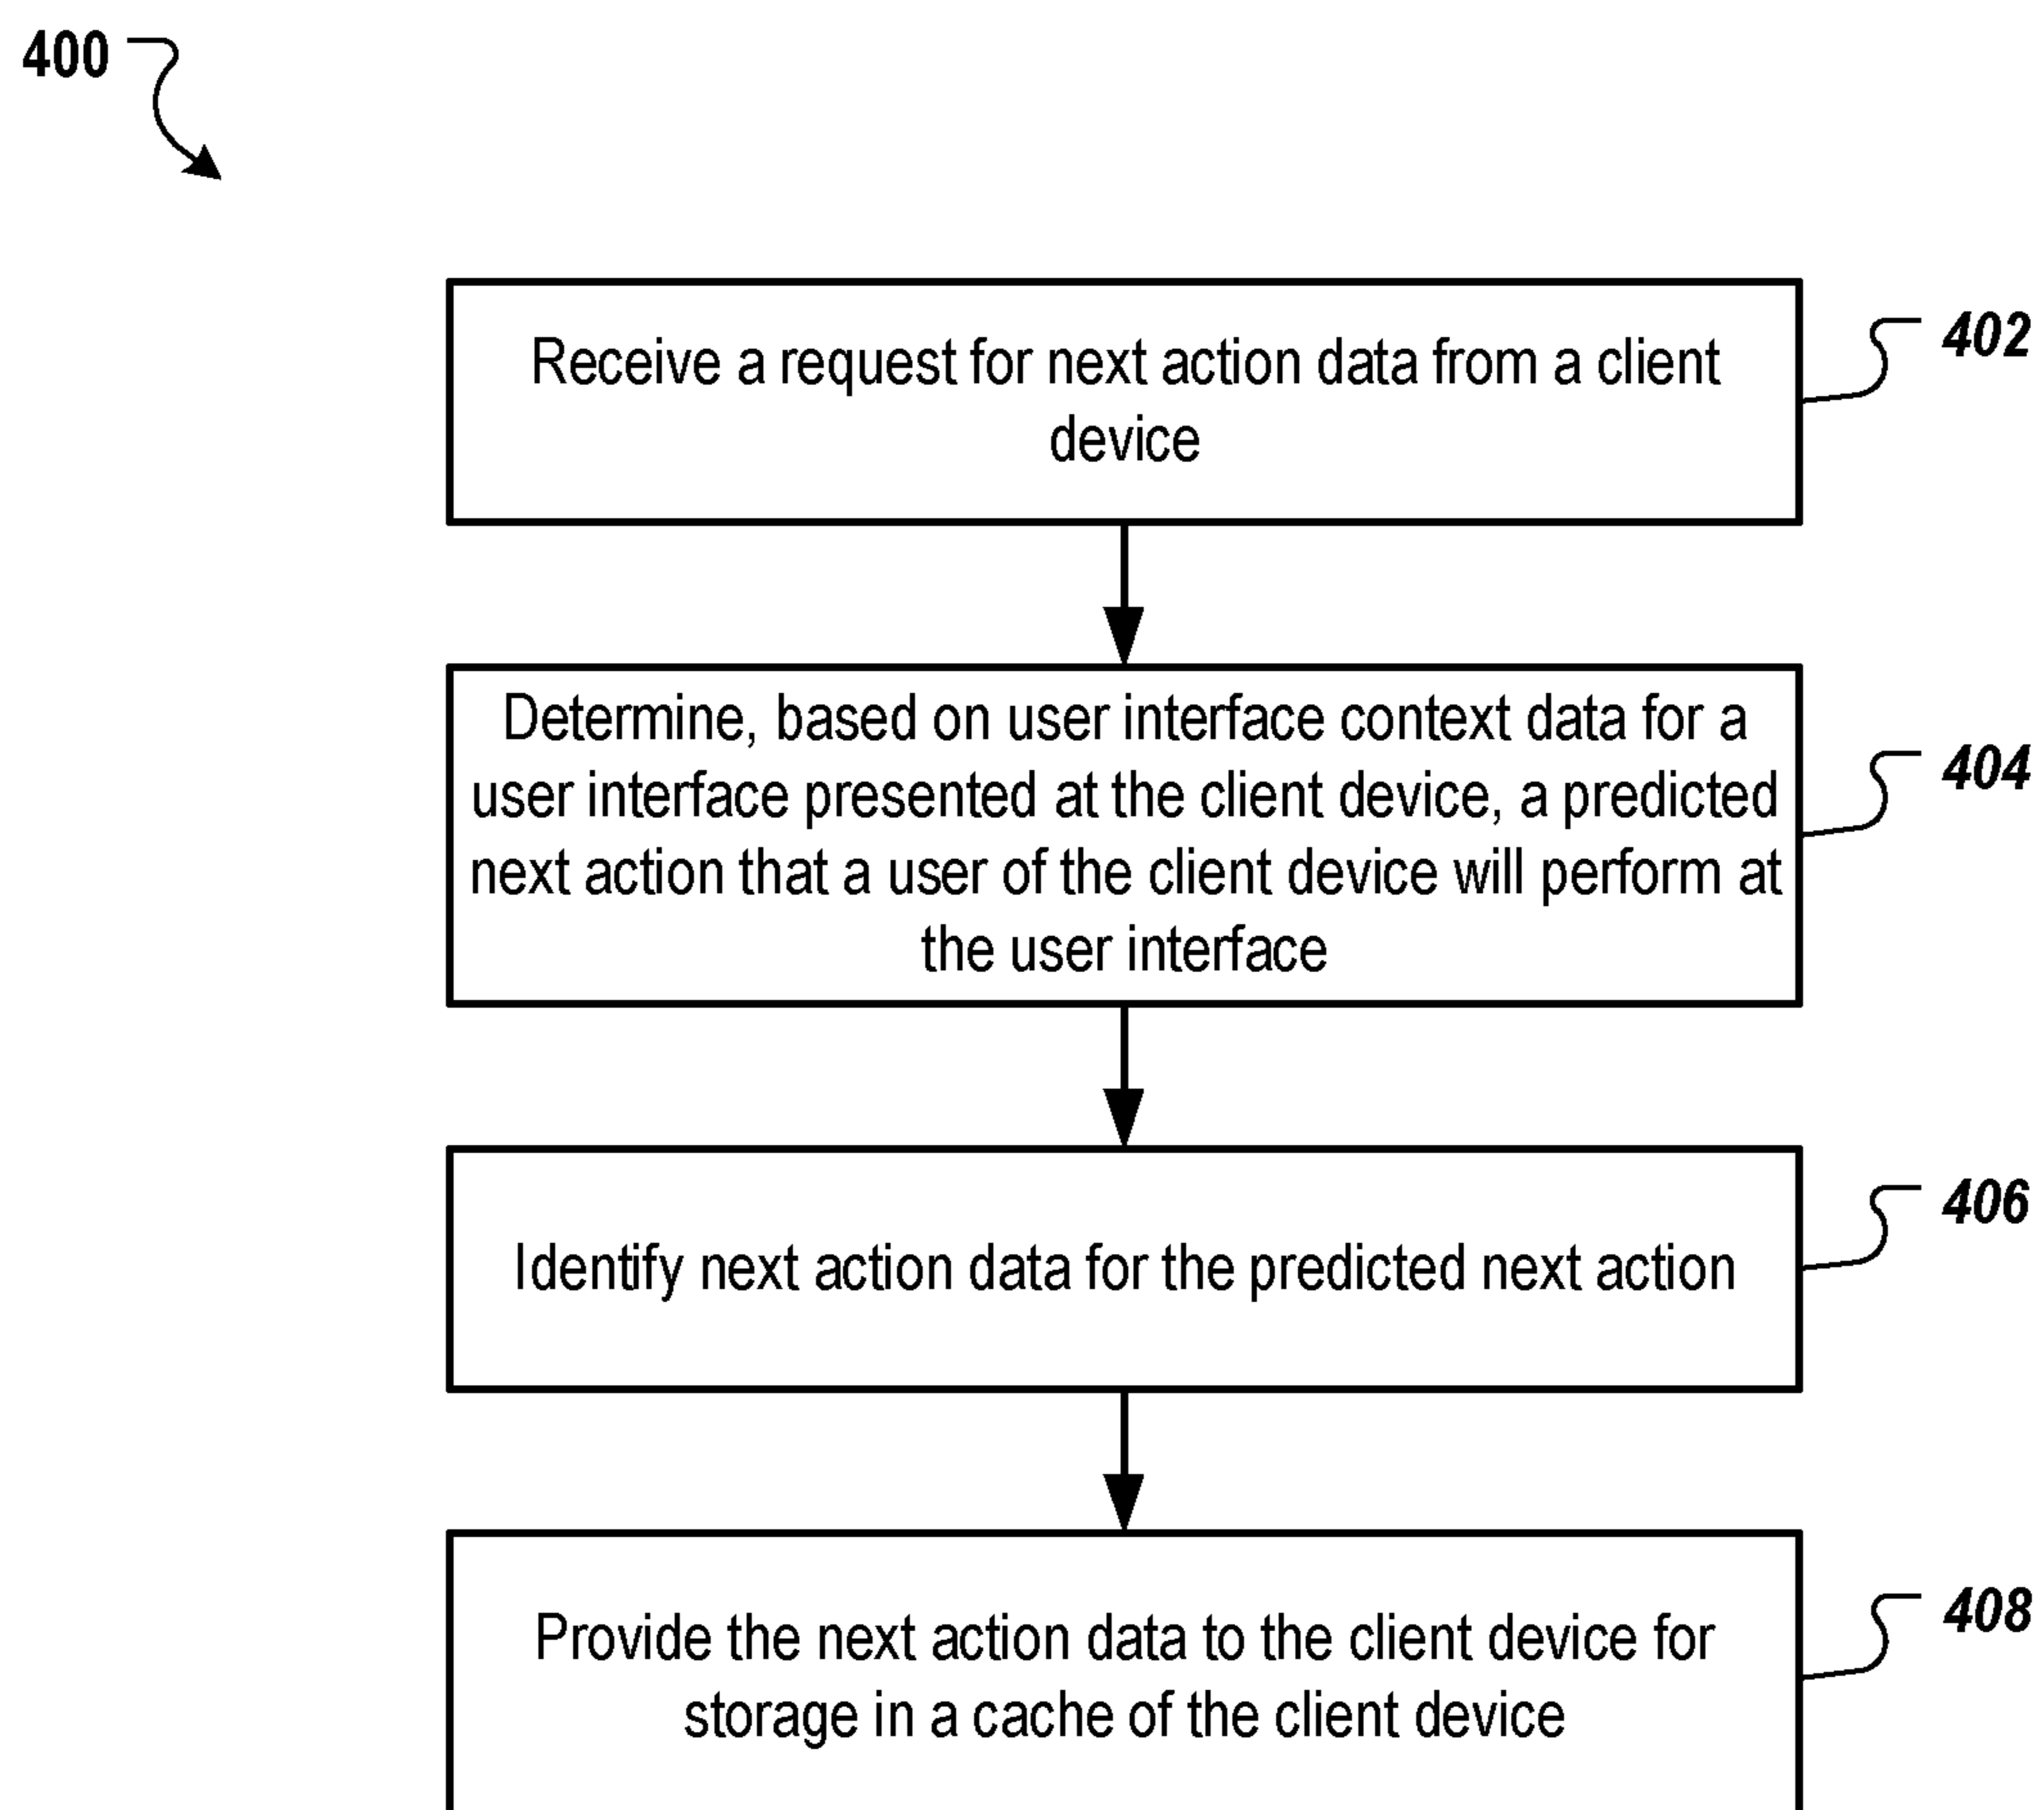 400
Receive a request for next action data from a client
device
402
Determine, based on user interface context data for a
user interface presented at the client device, a predicted
next action that a user of the client device will perform at
the user interface
404
Identify next action data for the predicted next action
406
Provide the next action data to the client device for
storage in a cache of the client device
408